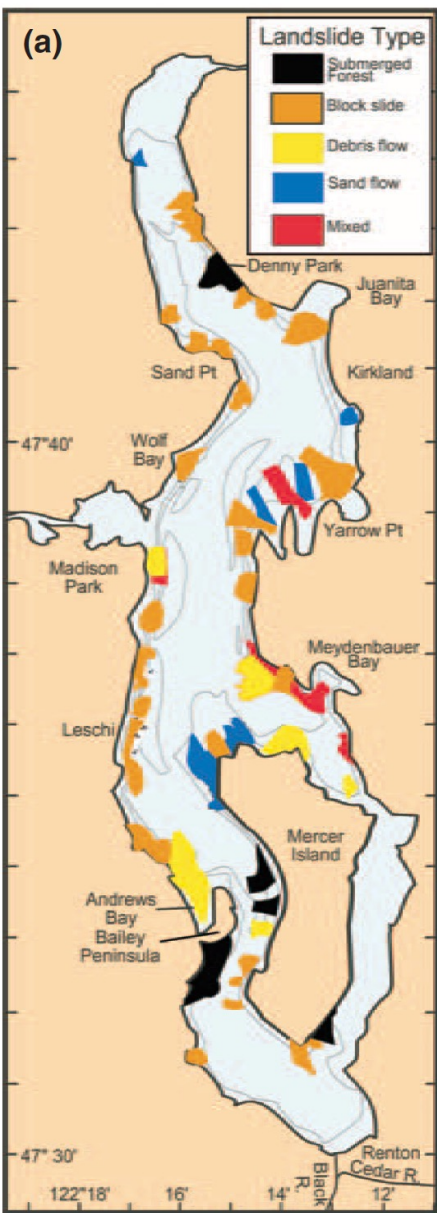 (a)
Landslide Type
Submerged
Forest
Block slide
Debris flow
Sand flow
Mixed
Denny Park
Juanita
Bay
Sand Pt
Kirkland
47°40'
Wolf
Bay
Yarrow Pt
Madison
Park
Meydenbauer
Bay
Leschi
Mercer
Island
Andrews
Bay
Bailey
Peninsula
47° 30'
Renton
Cedar R.
Black
R.
122°18'
16'
14'
12'